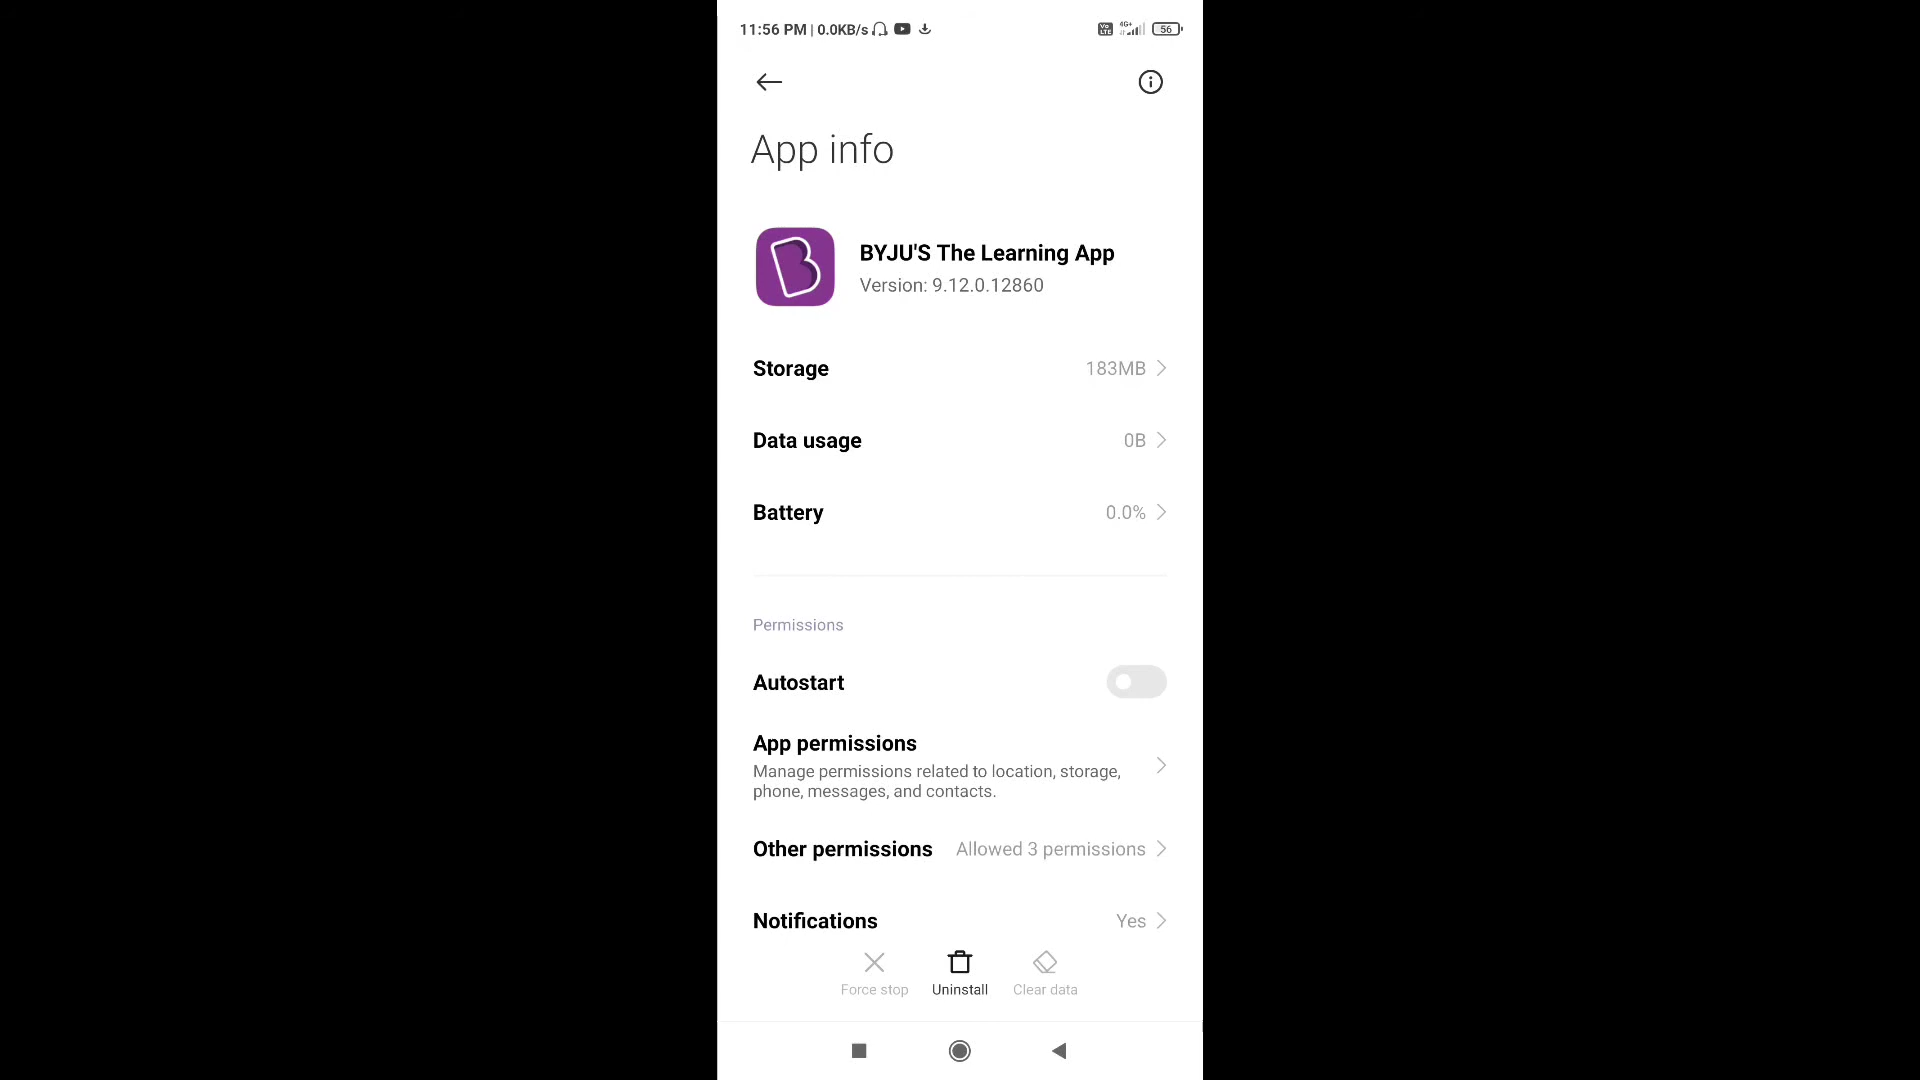 11:56 PM | 0.0KB/s 4G+ 56
App info
BYJU'S The Learning App
Version: 9.12.0.12860
Storage 183MB
Data usage 0B
Battery 0.0%
Permissions
Autostart
App permissions
Manage permissions related to location, storage,
phone, messages, and contacts.
Other permissions Allowed 3 permissions
Notifications Yes
Force stop Uninstall Clear data